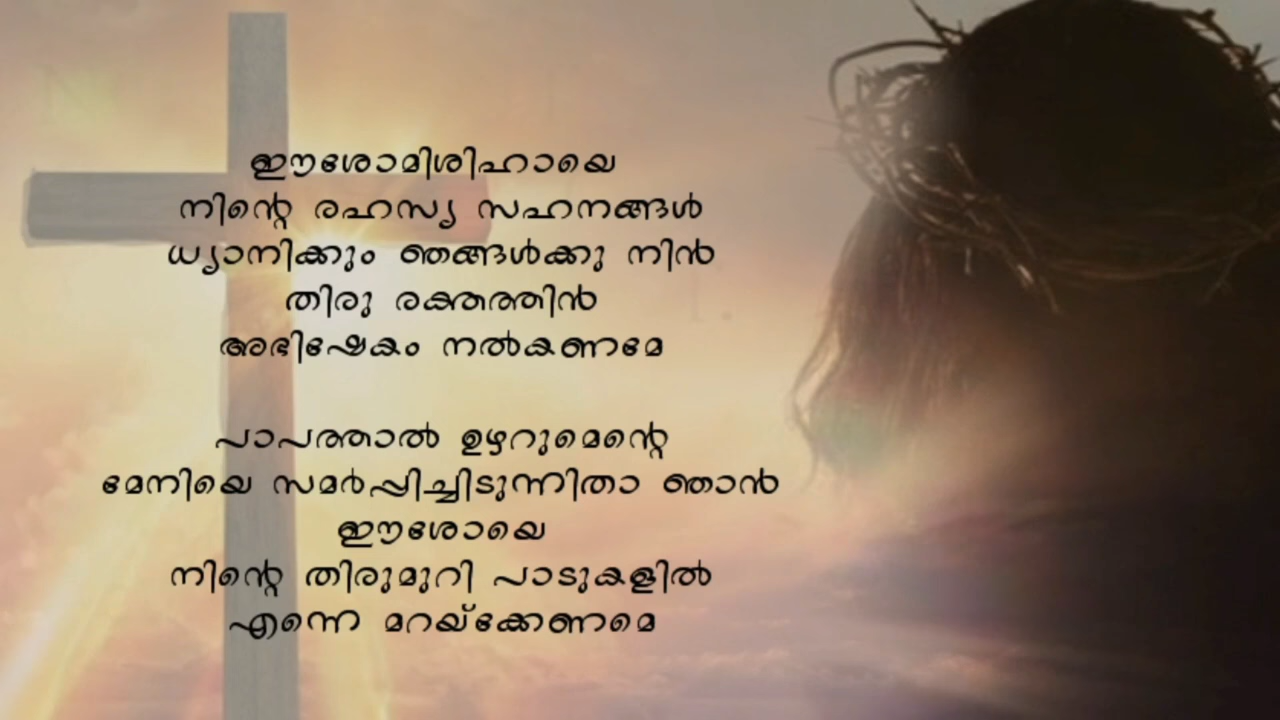 ഈശോമിശിഹായെ
നിന്റെ രഹസ്യ സഹനങ്ങൾ
ധ്യാനിക്കും ഞങ്ങൾക്കു നിൻ
തിരു രക്തത്തിൻ
അഭിഷേകം നൽകണമേ
പാപത്താൽ ഉഴറുമെന്റെ
മേനിയെ സമർപ്പിച്ചിടുന്നിതാ ഞാൻ
ഈശോയെ
നിന്റെ തിരുമുറി പാടുകളിൽ
എന്നെ മറയ്ക്കേണമെ